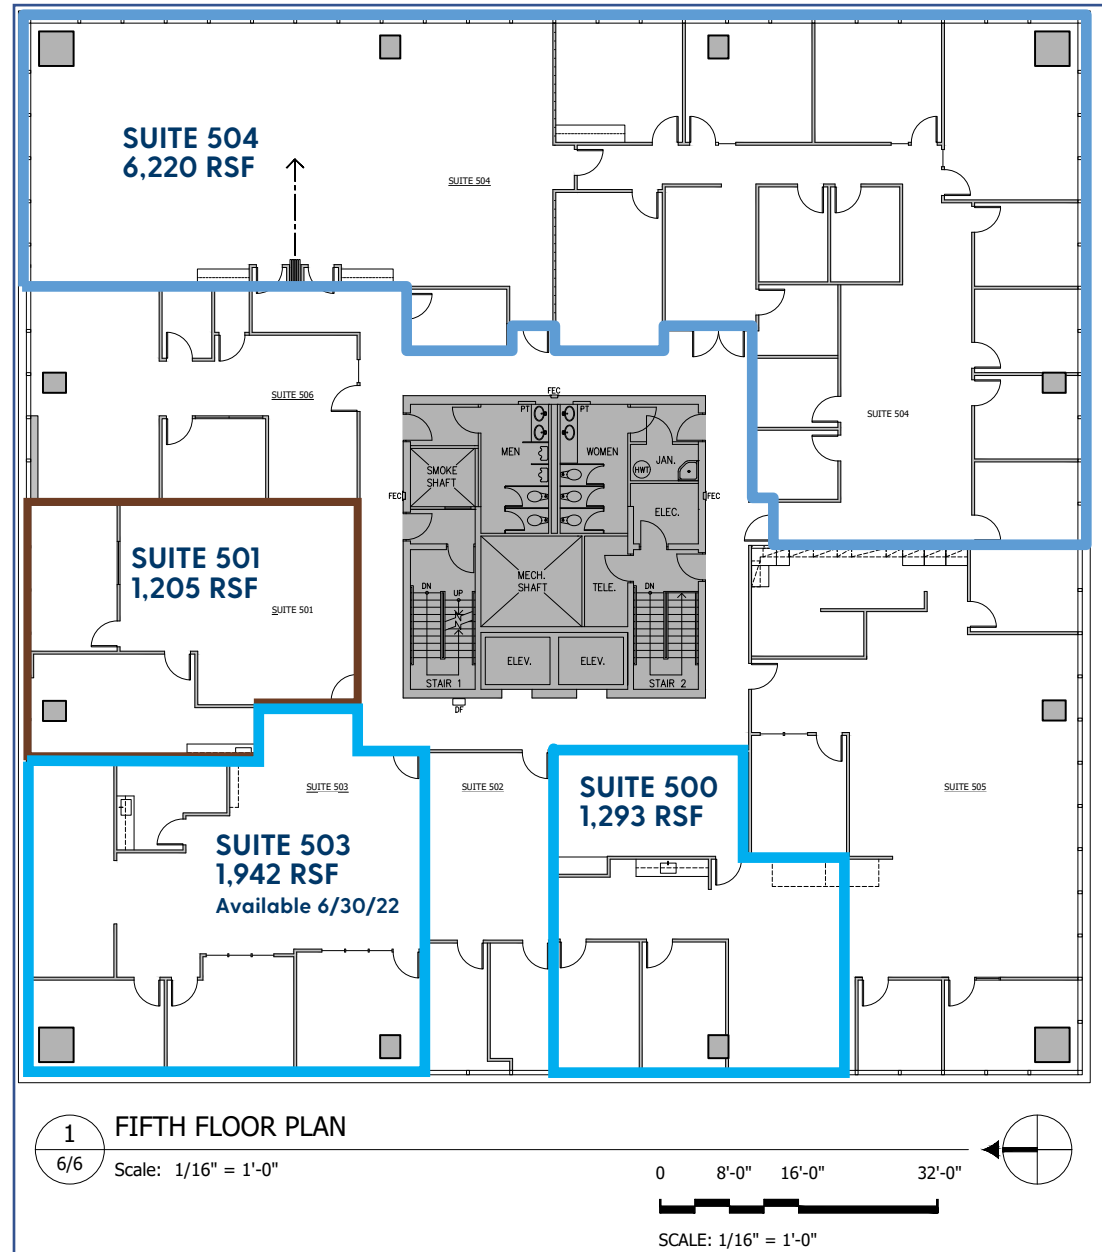 SUITE 504
6,220 RSF
SUITE 504
SUITE 506
SUITE 504
FEC
PT
PT
MEN
WOMEN
JAN.
HWT
SMOKE
SHAFT
FEC
FEC
ELEC.
SUITE 501
1,205 RSF
SUITE 501
MECH.
SHAFT
TELE.
DN
UP
DN
ELEV.
ELEV.
STAIR 1
STAIR 2
DF
SUITE 503
SUITE 502
SUITE 500
1,293 RSF
SUITE 505
SUITE 503
1,942 RSF
Available 6/30/22
1
6/6
FIFTH FLOOR PLAN
Scale: 1/16" = 1'-0"
0 8'-0" 16'-0" 32'-0"
SCALE: 1/16" = 1'-0"